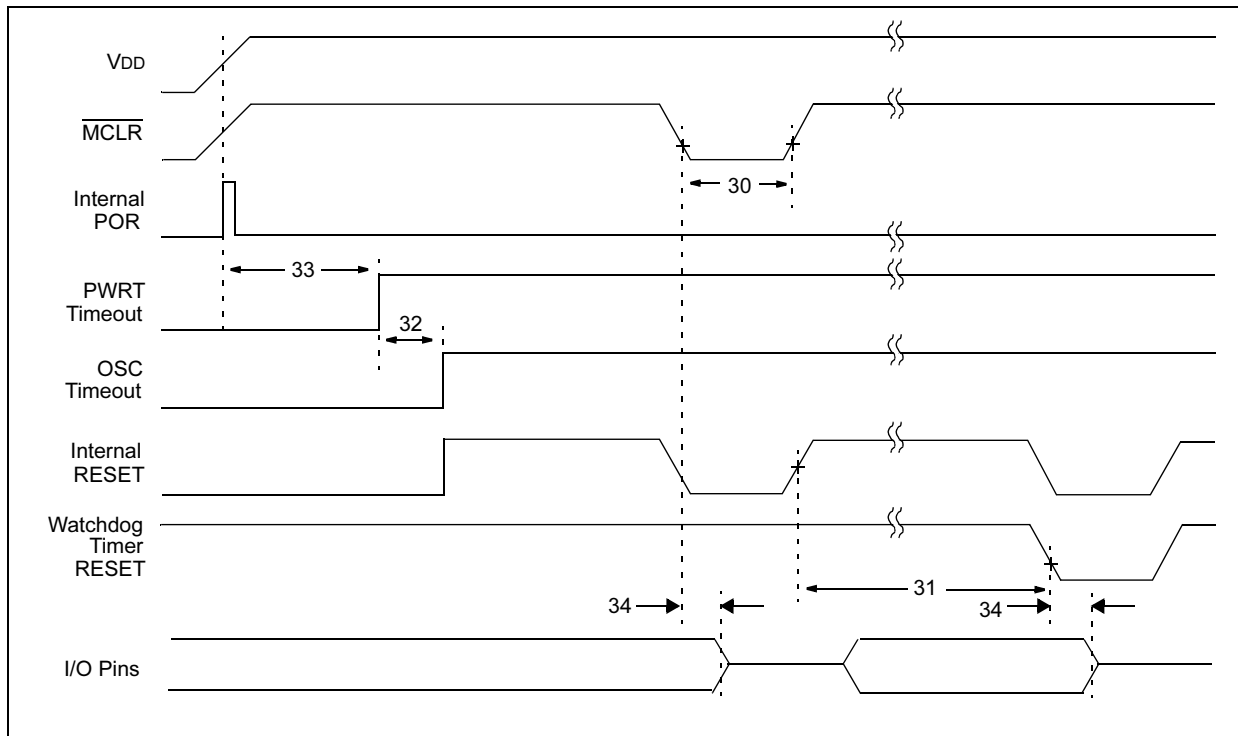 VDD
MCLR
Internal
POR
30
33
PWRT
Timeout
32
OSC
Timeout
Internal
RESET
Watchdog
Timer
RESET
31
34
34
I/O Pins